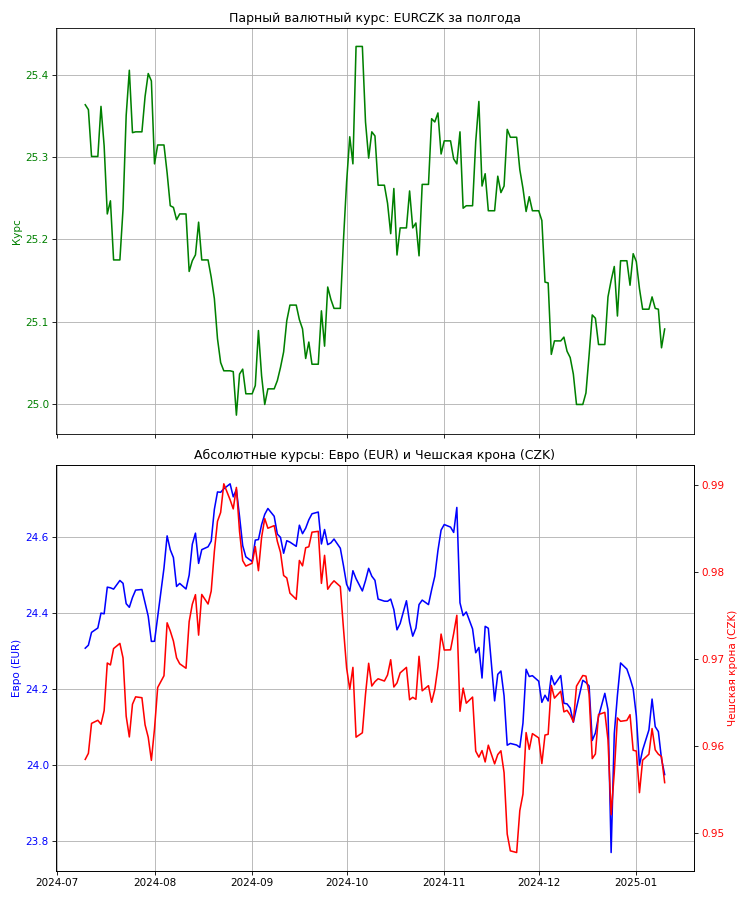 Парный валютный курс: EURCZK за полгода
25.4
25.3
25.2
25.1
25.0
Курс
Абсолютные курсы: Евро (EUR) и Чешская крона (CZK)
24.6
24.4
24.2
24.0
23.8
Евро (EUR)
0.99
0.98
0.97
0.96
0.95
Чешская крона (CZK)
2024-07 2024-08 2024-09 2024-10 2024-11 2024-12 2025-01